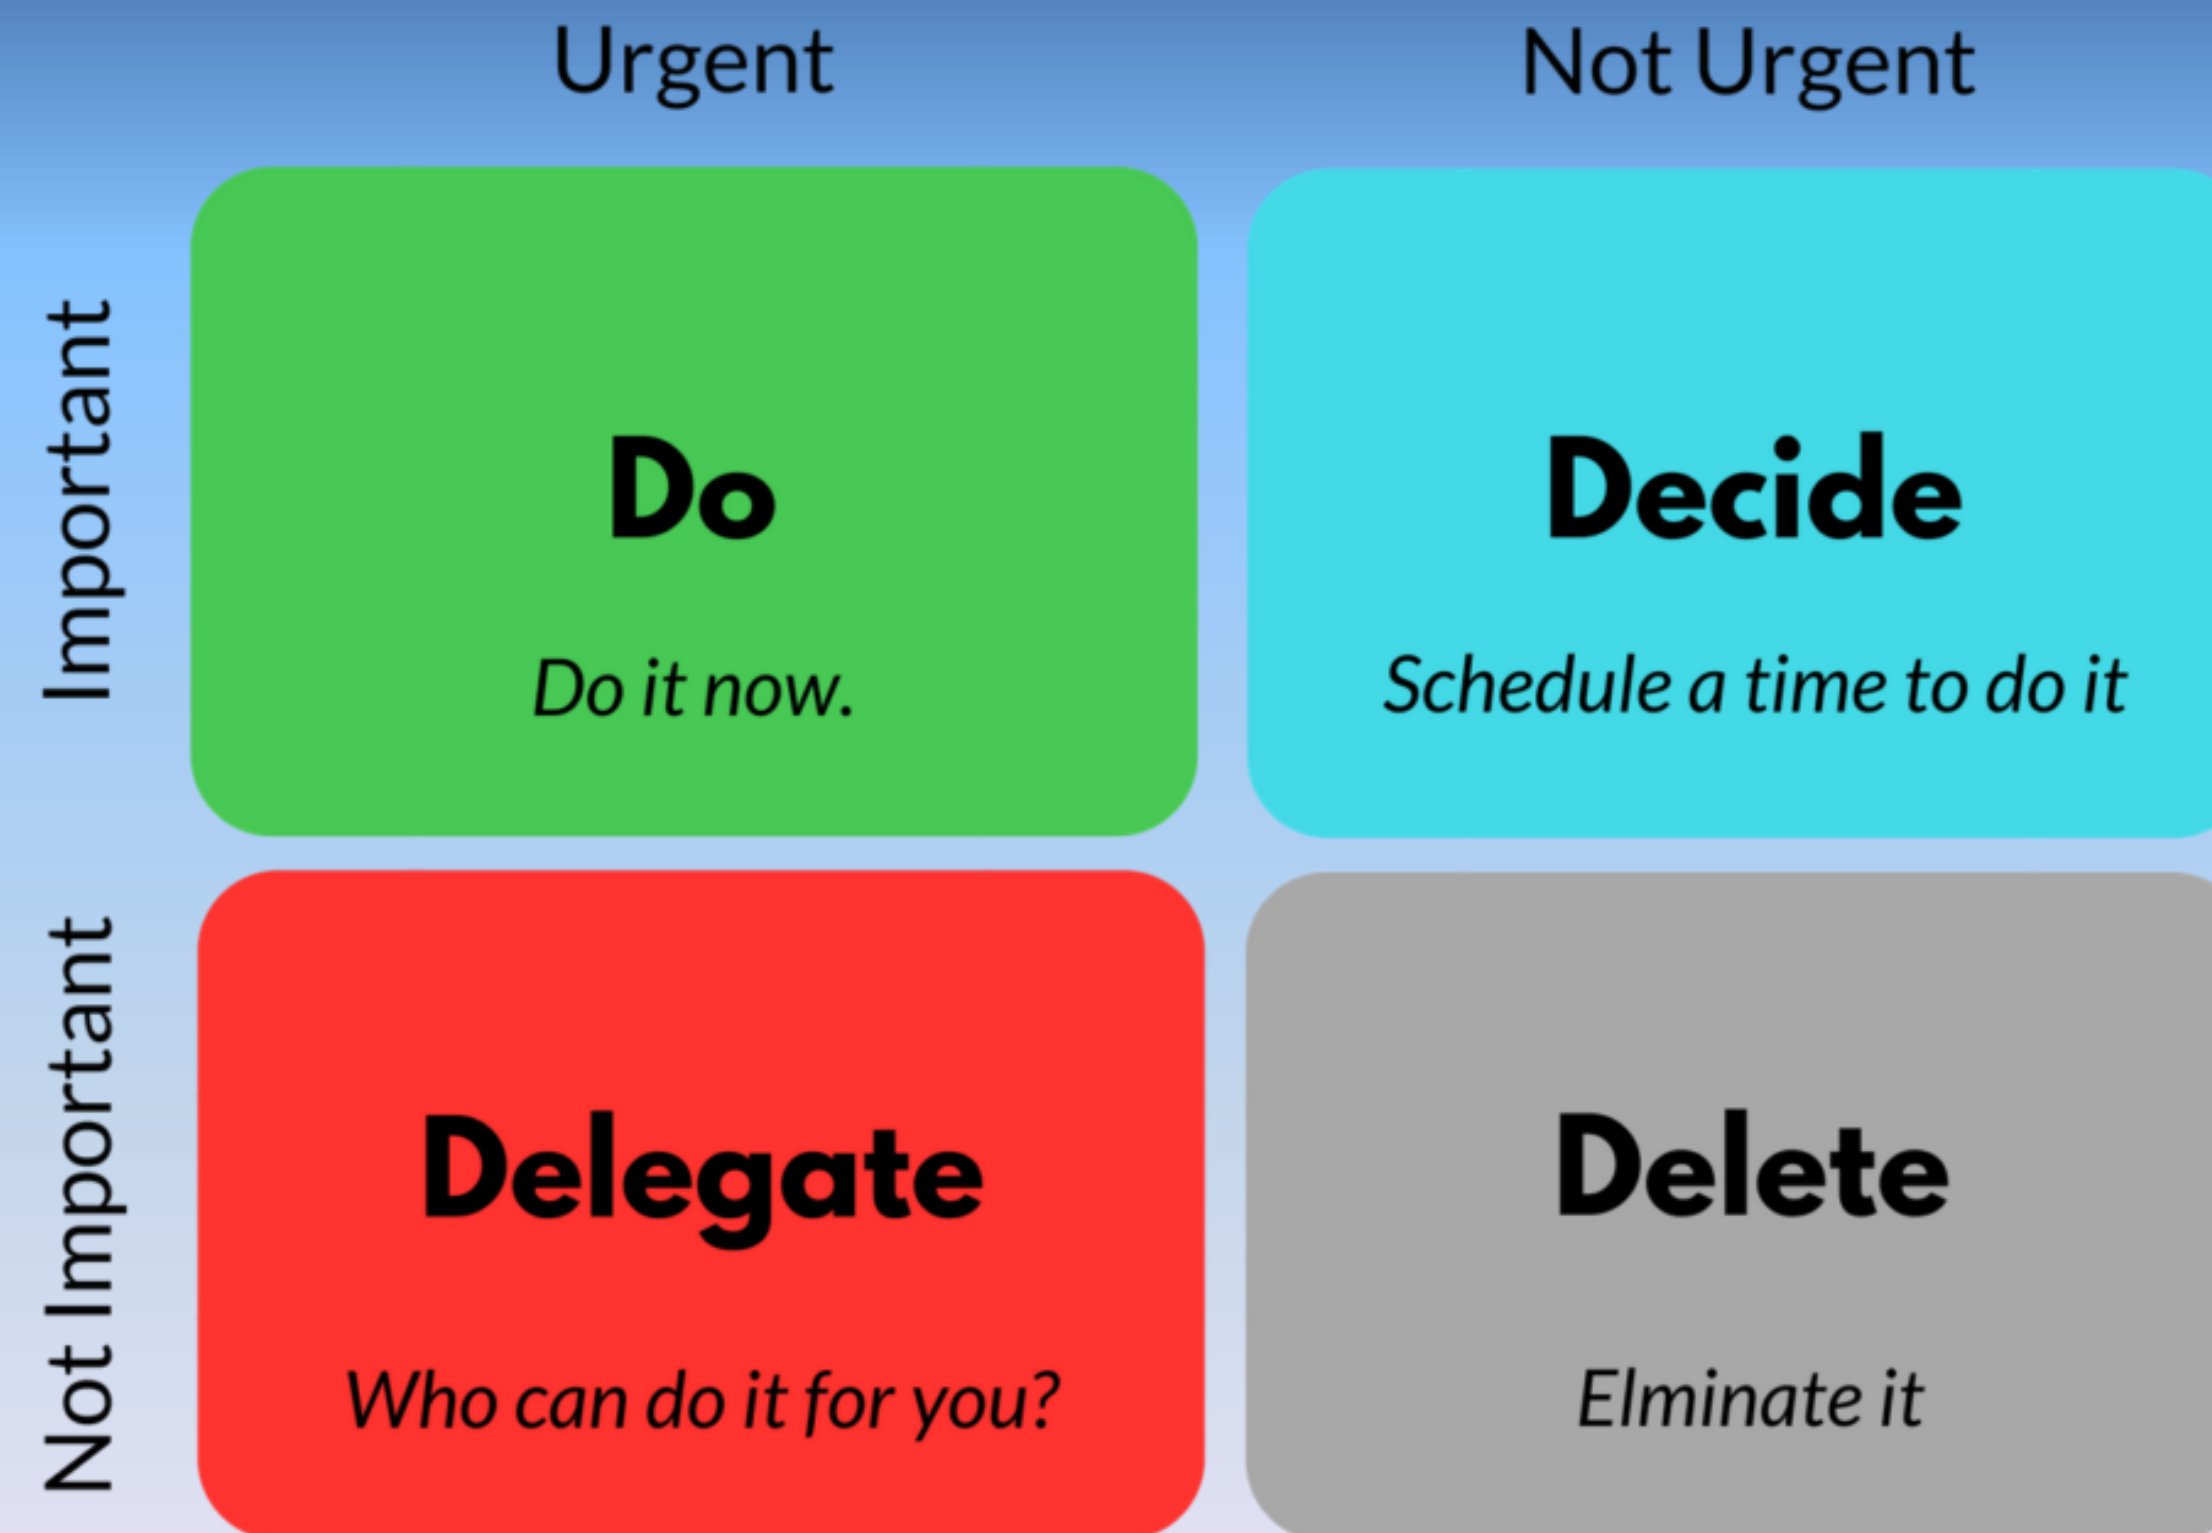 Urgent
Not Urgent
Important
Do
Do it now.
Decide
Schedule a time to do it
Not Important
Delegate
Who can do it for you?
Delete
Elminate it